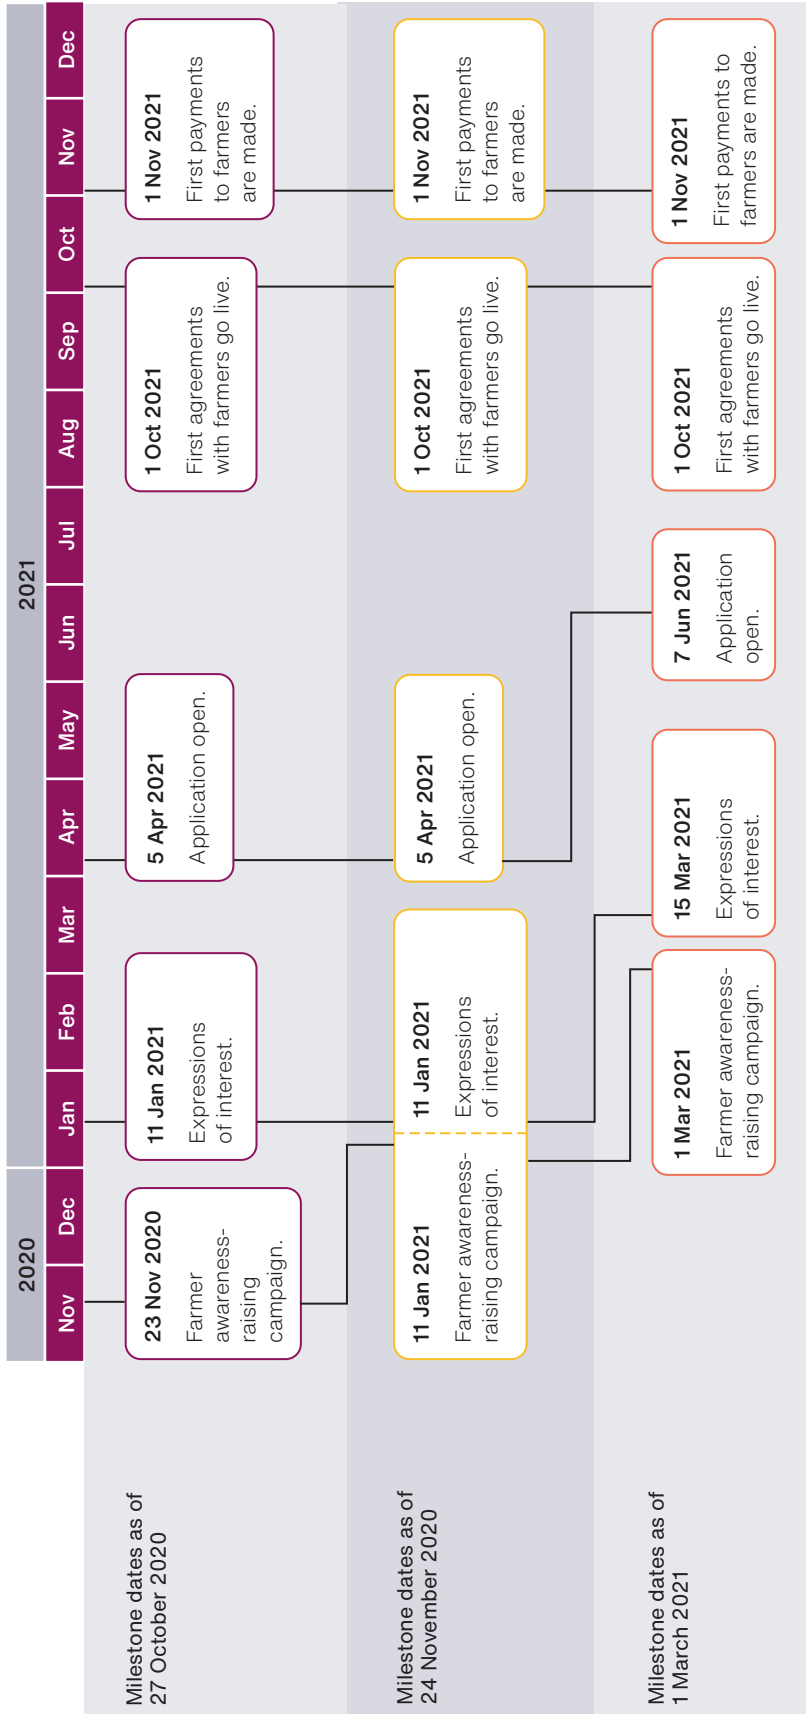 2020
2021
Nov
Dec
Jan
Feb
Mar
Apr
May
Jun
Jul
Aug
Sep
Oct
Nov
Dec
Milestone dates as of
27 October 2020
23 Nov 2020
Farmer
awareness-
raising
campaign.
11 Jan 2021
Expressions
of interest.
5 Apr 2021
Application open.
1 Oct 2021
First agreements
with farmers go live.
1 Nov 2021
First payments
to farmers
are made.
Milestone dates as of
24 November 2020
11 Jan 2021
Farmer awareness-
raising campaign.
11 Jan 2021
Expressions
of interest.
5 Apr 2021
Application open.
1 Oct 2021
First agreements
with farmers go live.
1 Nov 2021
First payments
to farmers
are made.
Milestone dates as of
1 March 2021
1 Mar 2021
Farmer awareness-
raising campaign.
15 Mar 2021
Expressions
of interest.
7 Jun 2021
Application
open.
1 Oct 2021
First agreements
with farmers go live.
1 Nov 2021
First payments to
farmers are made.